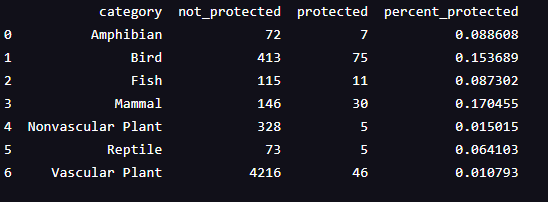 category not_protected protected percent_protected
0 Amphibian 72 7 0.088608
1 Bird 413 75 0.153689
2 Fish 115 11 0.087302
3 Mammal 146 30 0.170455
4 Nonvascular Plant 328 5 0.015015
5 Reptile 73 5 0.064103
6 Vascular Plant 4216 46 0.010793